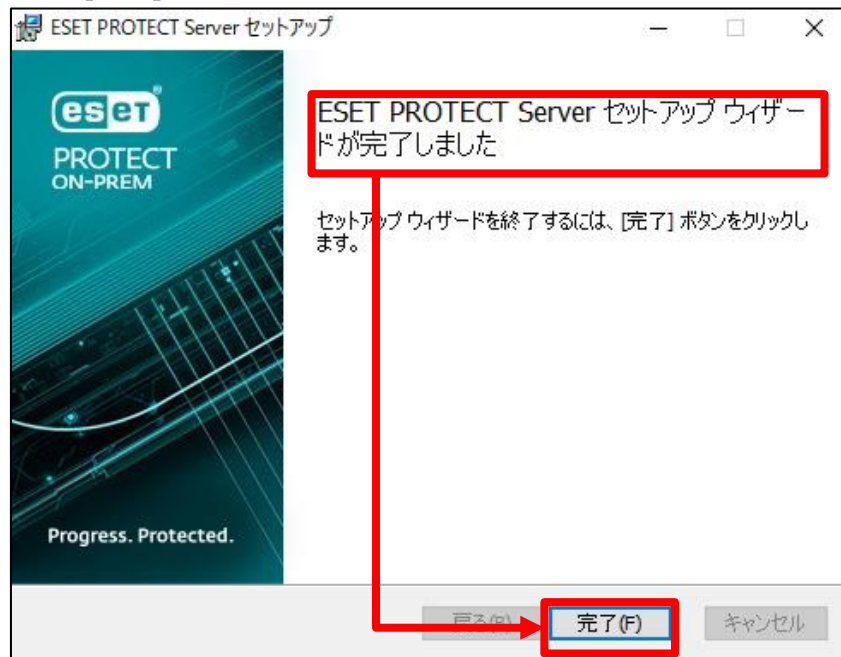 ESET PROTECT Server セットアップ
eset
PROTECT
ON-PREM
ESET PROTECT Server セットアップ ウィザー
ドが完了しました
セットアップ ウィザードを終了するには、[完了] ボタンをクリックし
ます。
Progress. Protected.
戻る(B) 完了(F) キャンセル